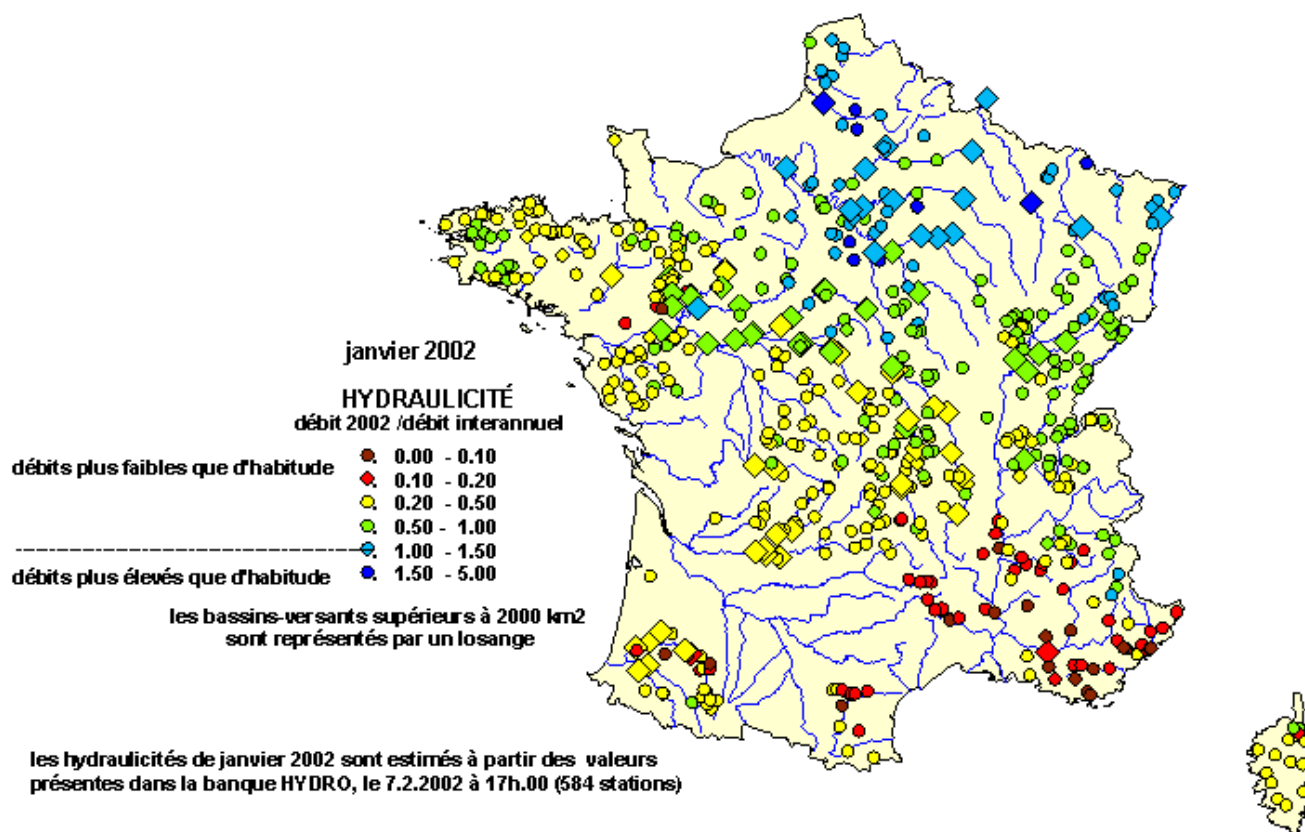 janvier 2002
HYDRAULICITÉ
débit 2002 /débit interannuel
débits plus faibles que d'habitude
0.00 - 0.10
0.10 - 0.20
0.20 - 0.50
0.50 - 1.00
1.00 - 1.50
débits plus élevés que d'habitude
1.50 - 5.00
les bassins-versants supérieurs à 2000 km2
sont représentés par un losange
les hydraulicités de janvier 2002 sont estimés à partir des valeurs
présentes dans la banque HYDRO, le 7.2.2002 à 17h.00 (584 stations)